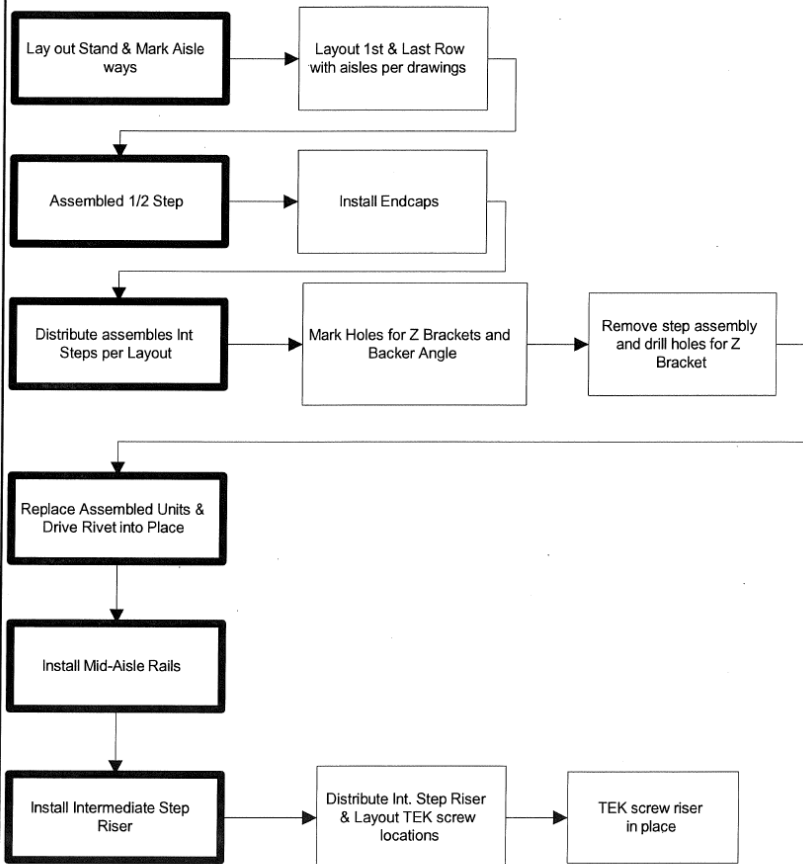 Lay out Stand & Mark Aisle
ways
Layout 1st & Last Row
with aisles per drawings
Assembled 1/2 Step
Install Endcaps
Distribute assembles Int
Steps per Layout
Mark Holes for Z Brackets and
Backer Angle
Remove step assembly
and drill holes for Z
Bracket
Replace Assembled Units &
Drive Rivet into Place
Install Mid-Aisle Rails
Install Intermediate Step
Riser
Distribute Int. Step Riser
& Layout TEK screw
locations
TEK screw riser
in place